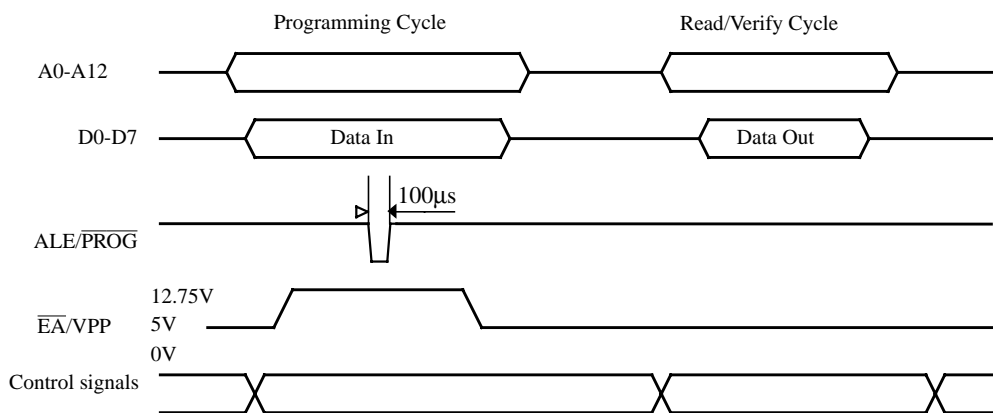 Programming Cycle Read/Verify Cycle
A0-A12
D0-D7 Data In Data Out
100μs
ALE/PROG
12.75V
EA/VPP 5V
0V
Control signals